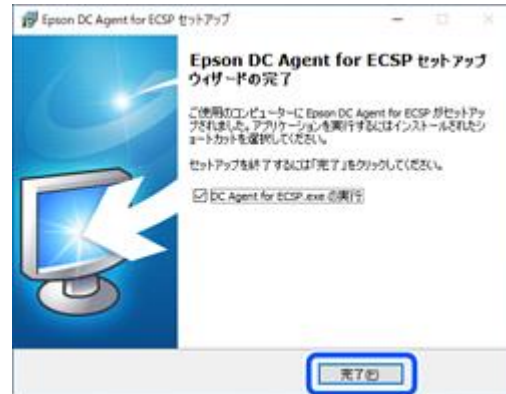 Epson DC Agent for ECSP セットアップ
Epson DC Agent for ECSP セットアップ
ウィザードの完了
ご使用のコンピューターに Epson DC Agent for ECSP がセットアッ
プされました。アプリケーションを実行するにはインストールされたシ
ョートカットを選択してください。
セットアップを終了するには「完了」をクリックしてください。
DC Agent for ECSP.exe の実行
完了(F)